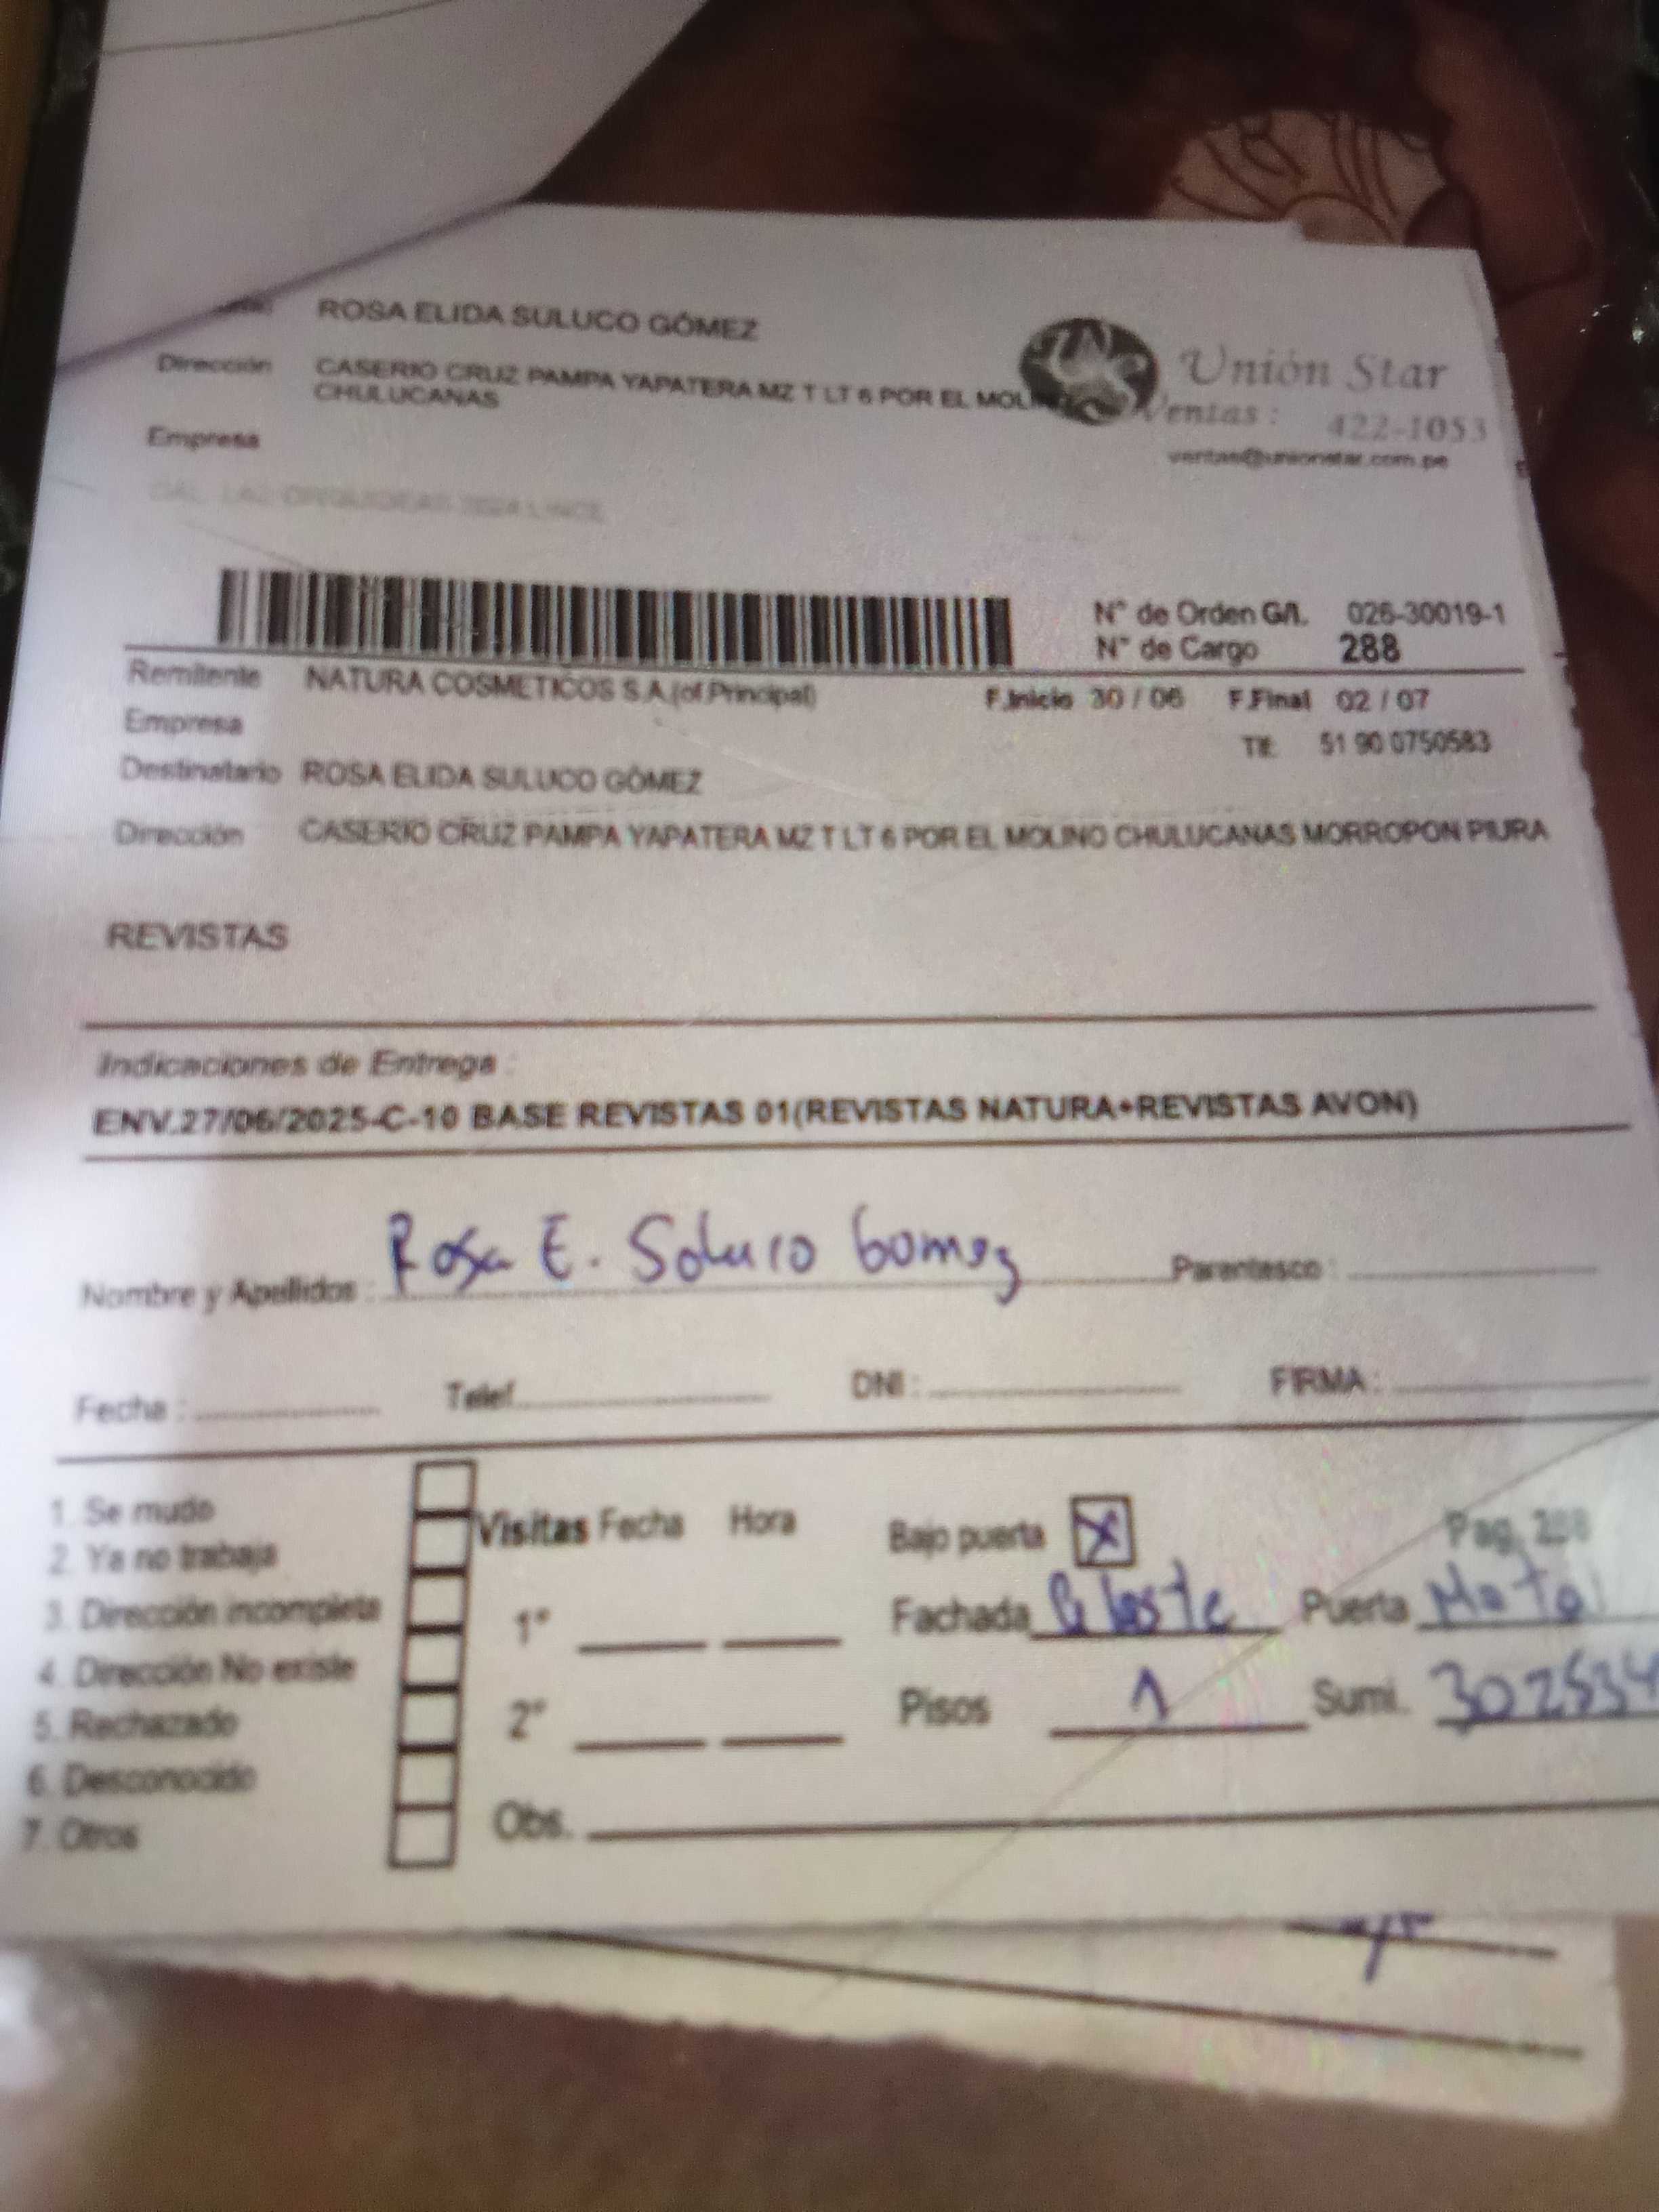 ROSA ELIDA SULUCO GÓMEZ
Dirección CASERIO CRUZ PAMPA YAPATERA MZ T LT 6 POR EL
CHULUCANAS
Unión Star
Ventas : 422-1053
ventas@unionstar.com.pe
Empresa
N° de Orden G/L. 026-30019-1
N° de Cargo 288
Remitente NATURA COSMETICOS S.A.(of.Principal) F.Inicio 30 / 06 F.Final 02 / 07
Empresa
Tlf: 51 90 0750583
Destinatario ROSA ELIDA SULUCO GÓMEZ
Dirección CASERIO CRUZ PAMPA YAPATERA MZ T LT 6 POR EL MOLINO CHULUCANAS MORROPON PIURA
REVISTAS
Indicaciones de Entrega :
ENV.27/06/2025-C-10 BASE REVISTAS 01(REVISTAS NATURA+REVISTAS AVON)
Nombre y Apellidos : Rosa E. Suluco Gomez Parentesco :
Fecha : Telef. DNI : FIRMA :
1. Se mudo
2. Ya no trabaja
3. Dirección incompleta
4. Dirección No existe
5. Rechazado
6. Desconocido
7. Otros
Visitas Fecha Hora
1°
2°
Obs.
Bajo puerta X Pag. 288
Fachada Celeste Puerta Metal
Pisos 1 Sumi. 302534